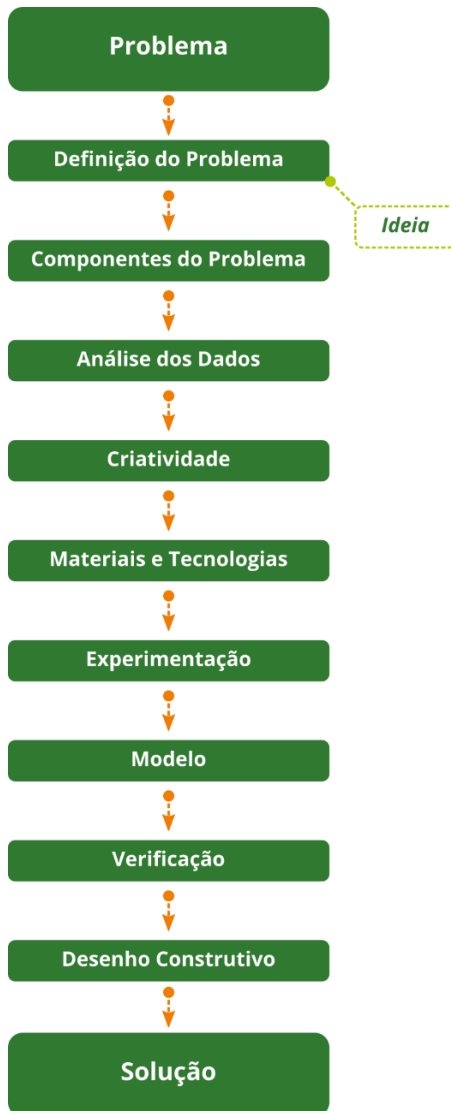 Problema
Definição do Problema
Ideia
Componentes do Problema
Análise dos Dados
Criatividade
Materiais e Tecnologias
Experimentação
Modelo
Verificação
Desenho Construtivo
Solução